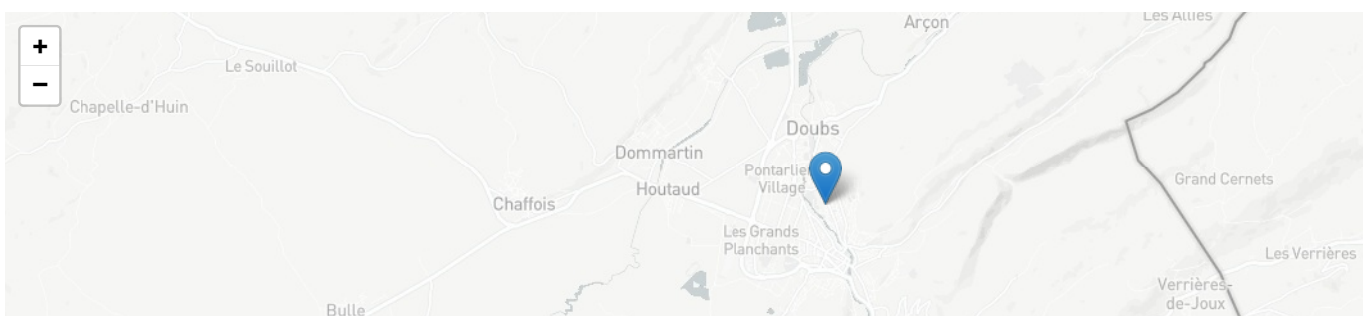 +
−
Arçon
Les Alliés
Le Souillot
Chapelle-d'Huin
Doubs
Dommartin
Pontarlie
Village
Houtaud
Grand Cernets
Chaffois
Les Grands
Planchants
Les Verrières
Verrières-
de-Joux
Bulle